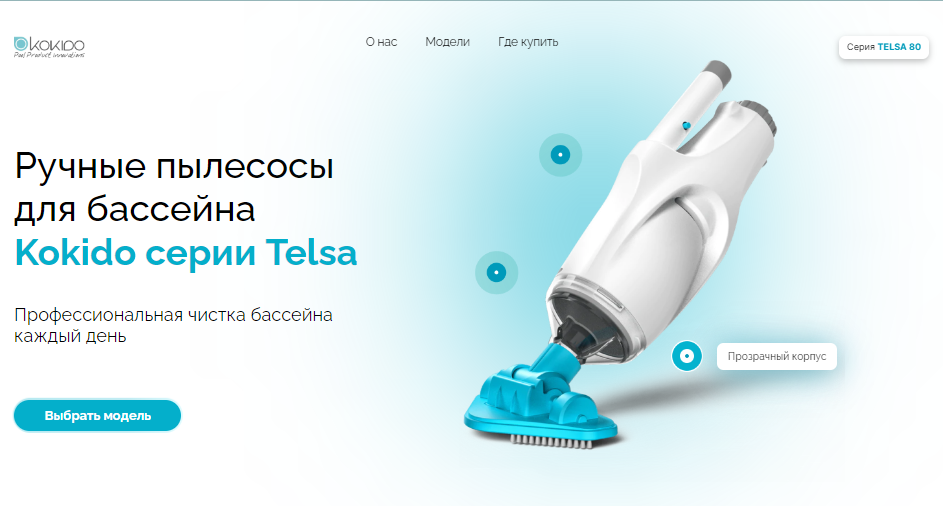 KOKIDO
Pool Product Innovations
О нас
Модели
Где купить
Серия TELSA 80
Ручные пылесосы
для бассейна
Kokido серии Telsa
Профессиональная чистка бассейна
каждый день
Выбрать модель
Прозрачный корпус